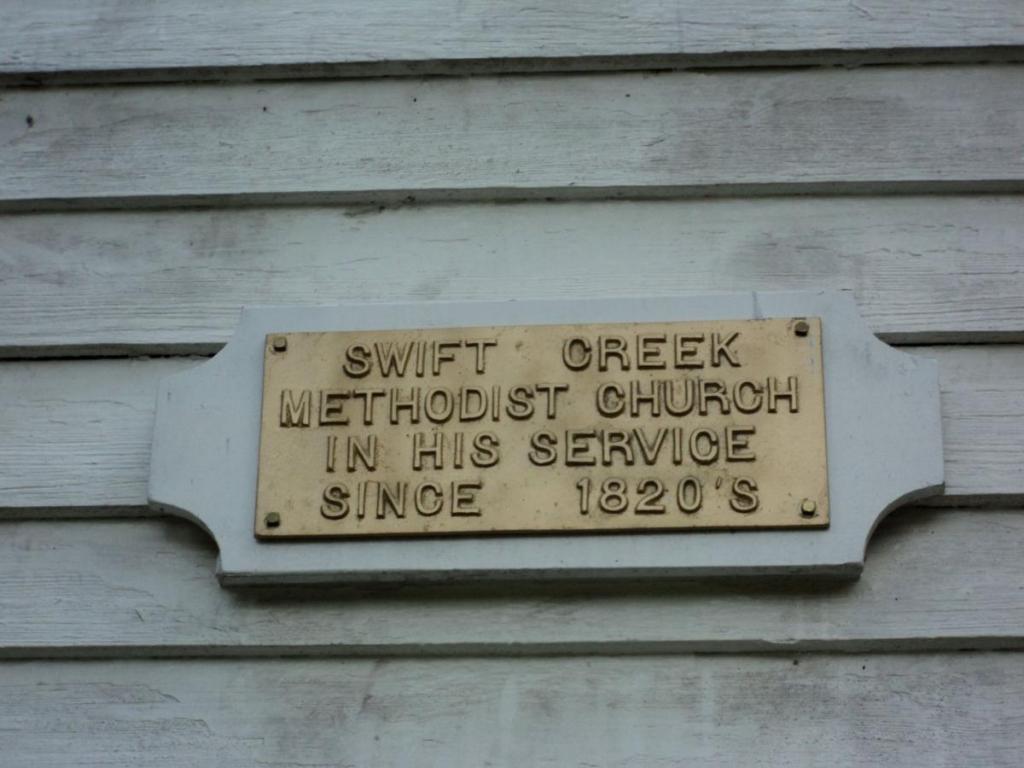 SWIFT CREEK
METHODIST CHURCH
IN HIS SERVICE
SINCE 1820'S